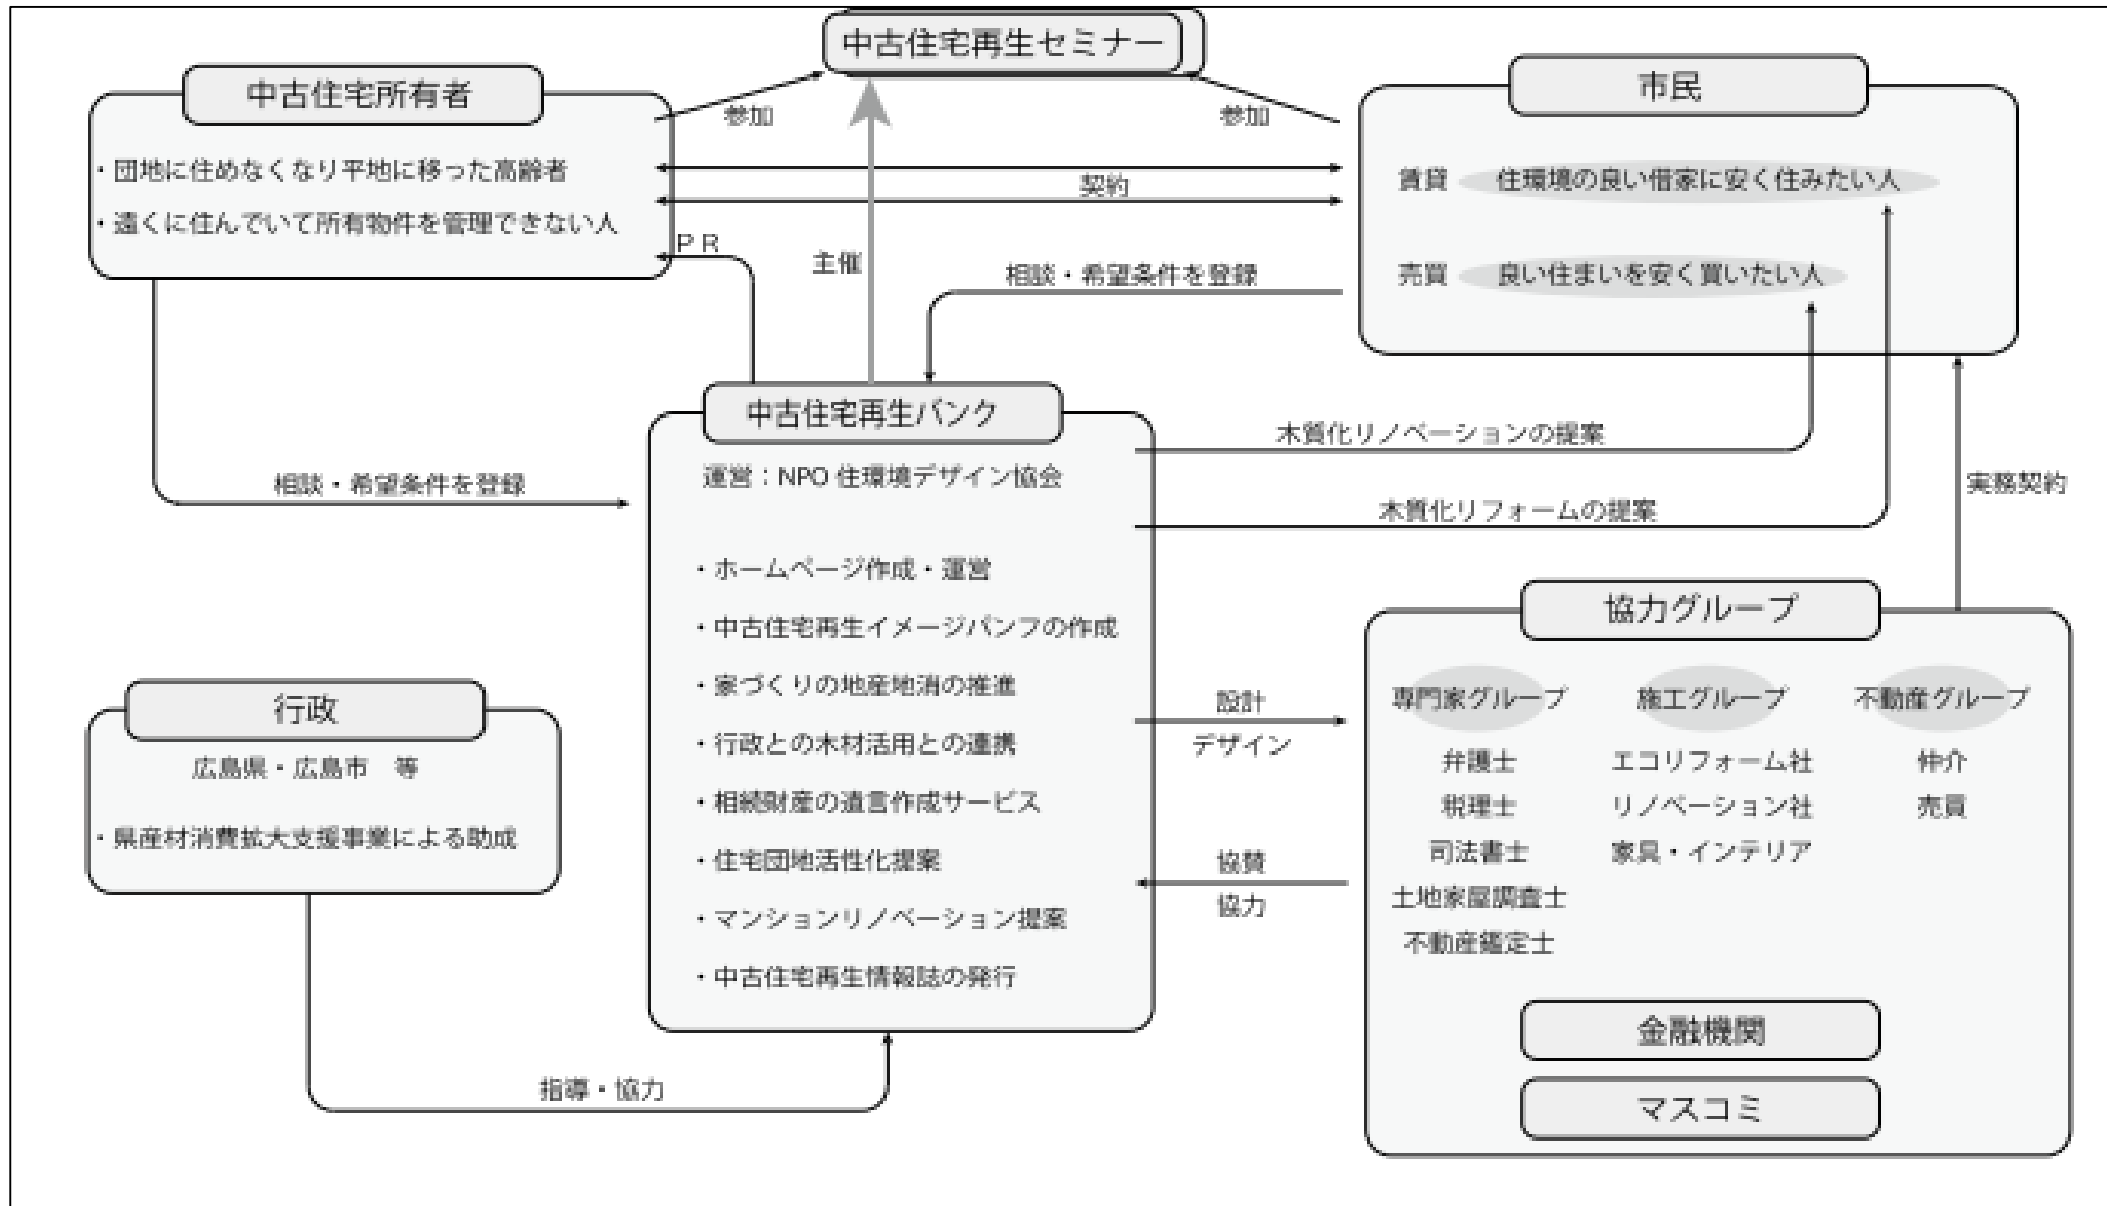 中古住宅再生セミナー
中古住宅所有者
・団地に住めなくなり平地に移った高齢者
・遠くに住んでいて所有物件を管理できない人
参加
参加
契約
PR
主催
相談・希望条件を登録
市民
賃貸　住環境の良い借家に安く住みたい人
売買　良い住まいを安く買いたい人
相談・希望条件を登録
中古住宅再生バンク
運営：NPO 住環境デザイン協会
・ホームページ作成・運営
・中古住宅再生イメージパンフの作成
・家づくりの地産地消の推進
・行政との木材活用との連携
・相続財産の遺言作成サービス
・住宅団地活性化提案
・マンションリノベーション提案
・中古住宅再生情報誌の発行
木質化リノベーションの提案
木質化リフォームの提案
実務契約
行政
広島県・広島市　等
・県産材消費拡大支援事業による助成
指導・協力
設計
デザイン
協賛
協力
協力グループ
専門家グループ
弁護士
税理士
司法書士
土地家屋調査士
不動産鑑定士
施工グループ
エコリフォーム社
リノベーション社
家具・インテリア
不動産グループ
仲介
売買
金融機関
マスコミ